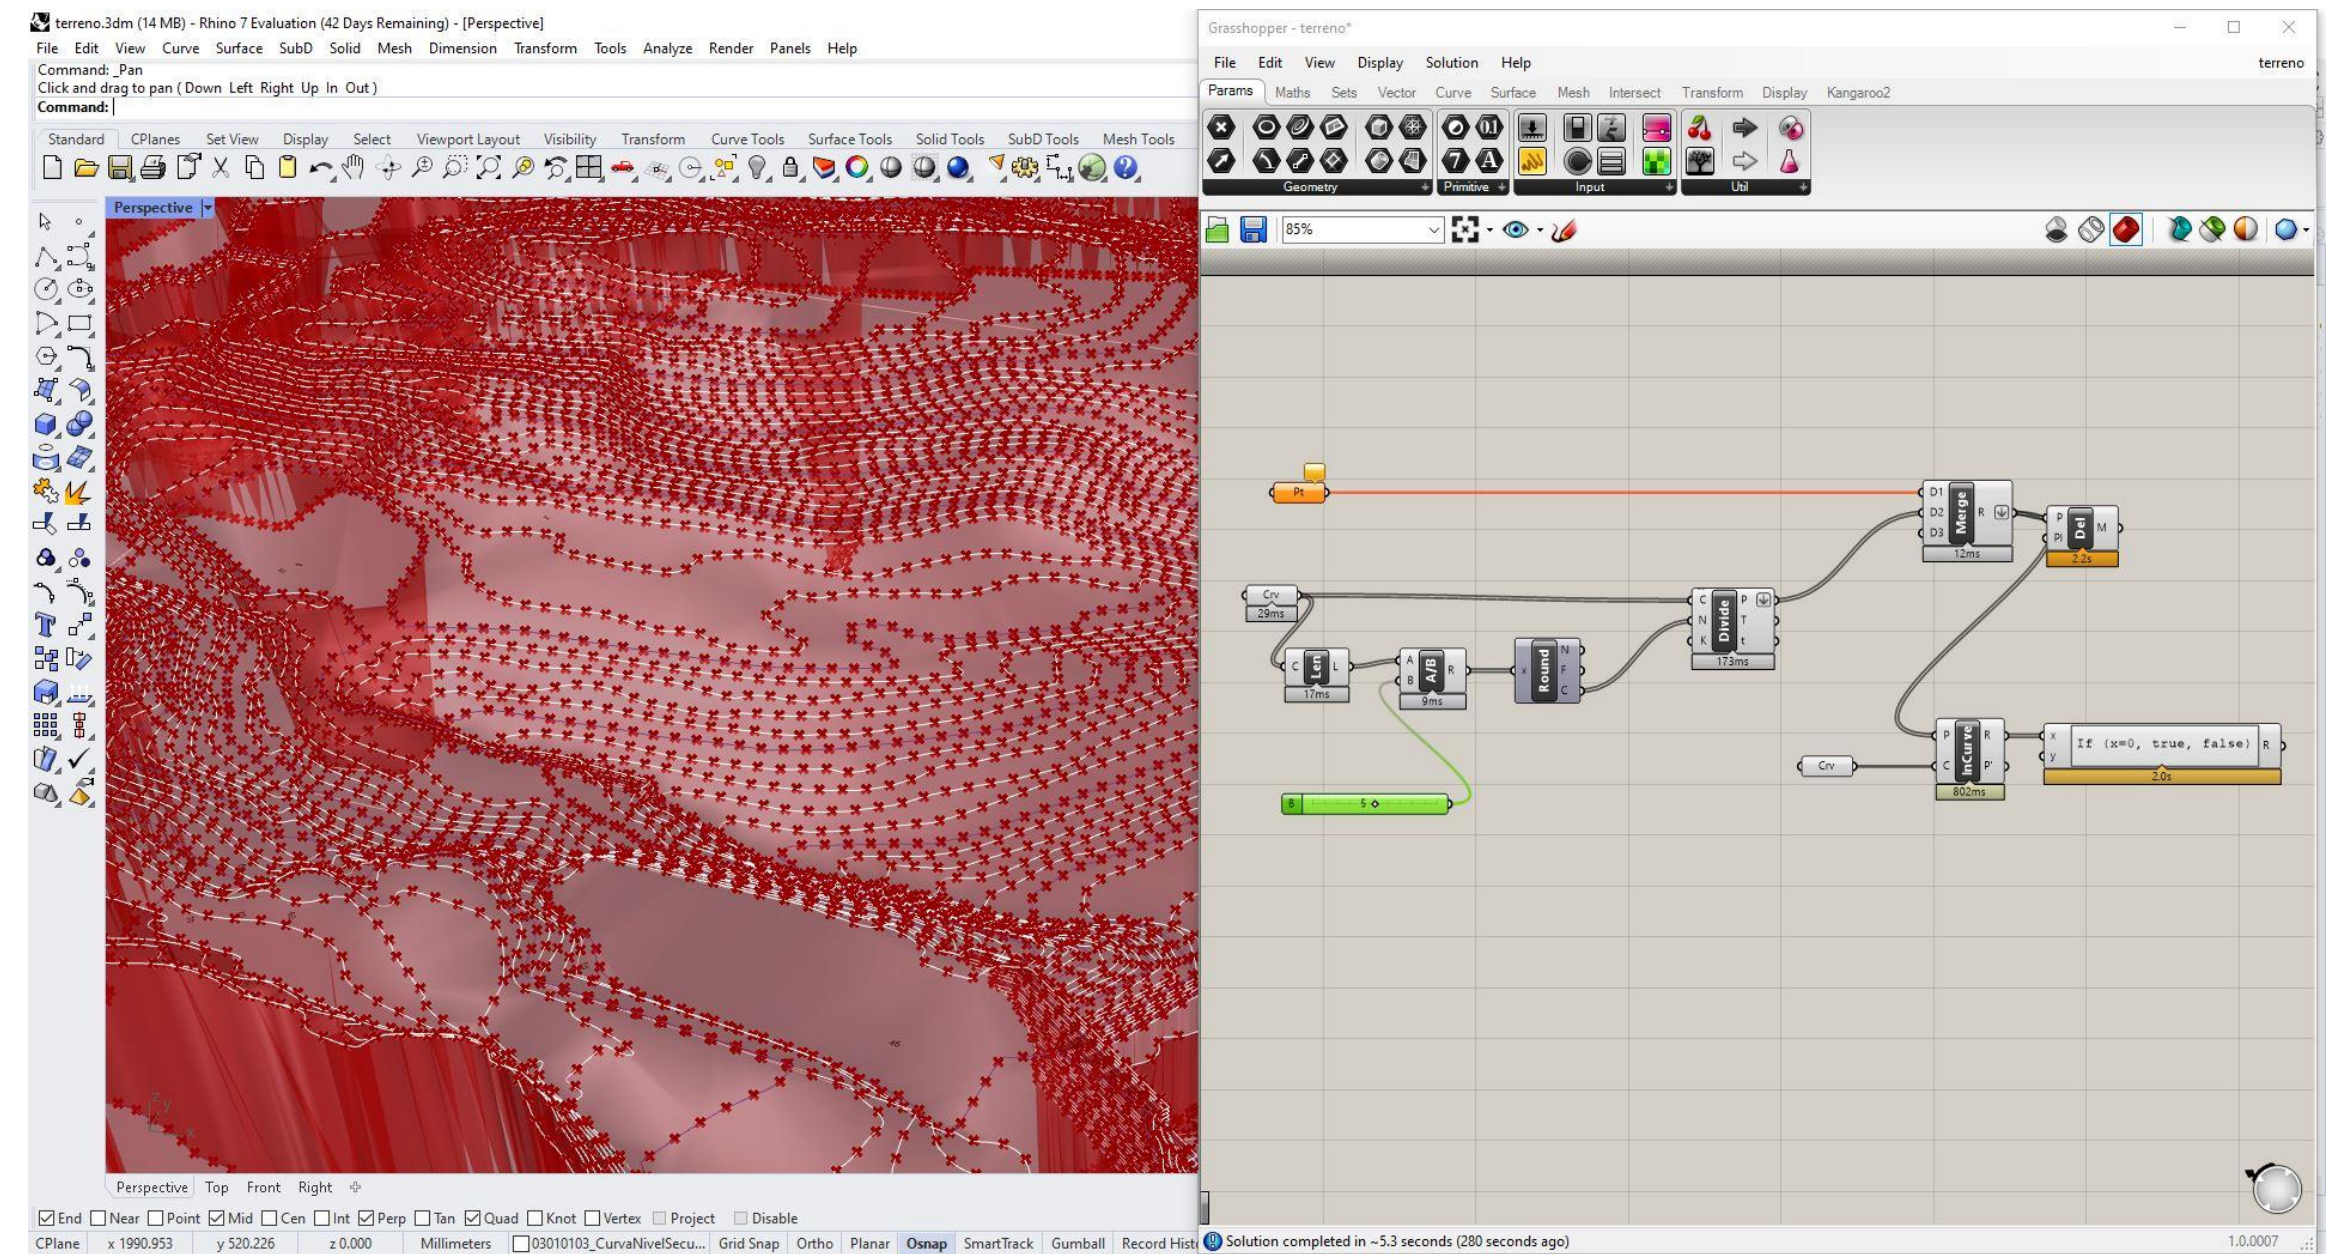 terreno.3dm (14 MB) - Rhino 7 Evaluation (42 Days Remaining) - [Perspective]
File Edit View Curve Surface SubD Solid Mesh Dimension Transform Tools Analyze Render Panels Help
Command: _Pan
Click and drag to pan ( Down Left Right Up In Out )
Command:
Standard CPlanes Set View Display Select Viewport Layout Visibility Transform Curve Tools Surface Tools Solid Tools SubD Tools Mesh Tools
Perspective
z y
x
Perspective Top Front Right
End Near Point Mid Cen Int Perp Tan Quad Knot Vertex Project Disable
CPlane x 1990.953 y 520.226 z 0.000 Millimeters 03010103_CurvaNivelSecu... Grid Snap Ortho Planar Osnap SmartTrack Gumball Record Histo
Grasshopper - terreno*
File Edit View Display Solution Help terreno
Params Maths Sets Vector Curve Surface Mesh Intersect Transform Display Kangaroo2
Geometry Primitive Input Util
85%
Pt
D1
D2
D3
Merge
R
12ms
P
Pl
Del
M
2.2s
Crv
29ms
C
N
K
Divide
P
T
t
173ms
C Len L
17ms
A
B
A/B
R
9ms
x
Round
N
F
C
B 5
Crv
P
C
InCurve
R
P'
802ms
x
y
If (x=0, true, false) R
2.0s
Solution completed in ~5.3 seconds (280 seconds ago) 1.0.0007